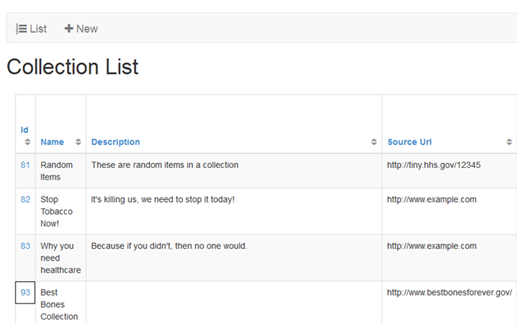 List New
Collection List
Id Name Description Source Url
81 Random Items These are random items in a collection http://tiny.hhs.gov/12345
82 Stop Tobacco Now! It's killing us, we need to stop it today! http://www.example.com
83 Why you need healthcare Because if you didn't, then no one would. http://www.example.com
93 Best Bones Collection http://www.bestbonesforever.gov/